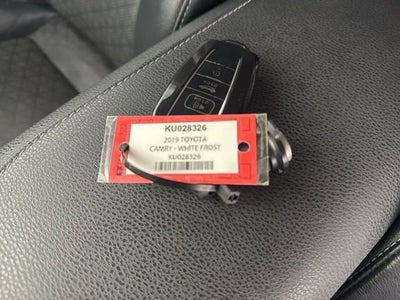 KU028326
2019 TOYOTA
CAMRY - WHITE FROST
KU028326